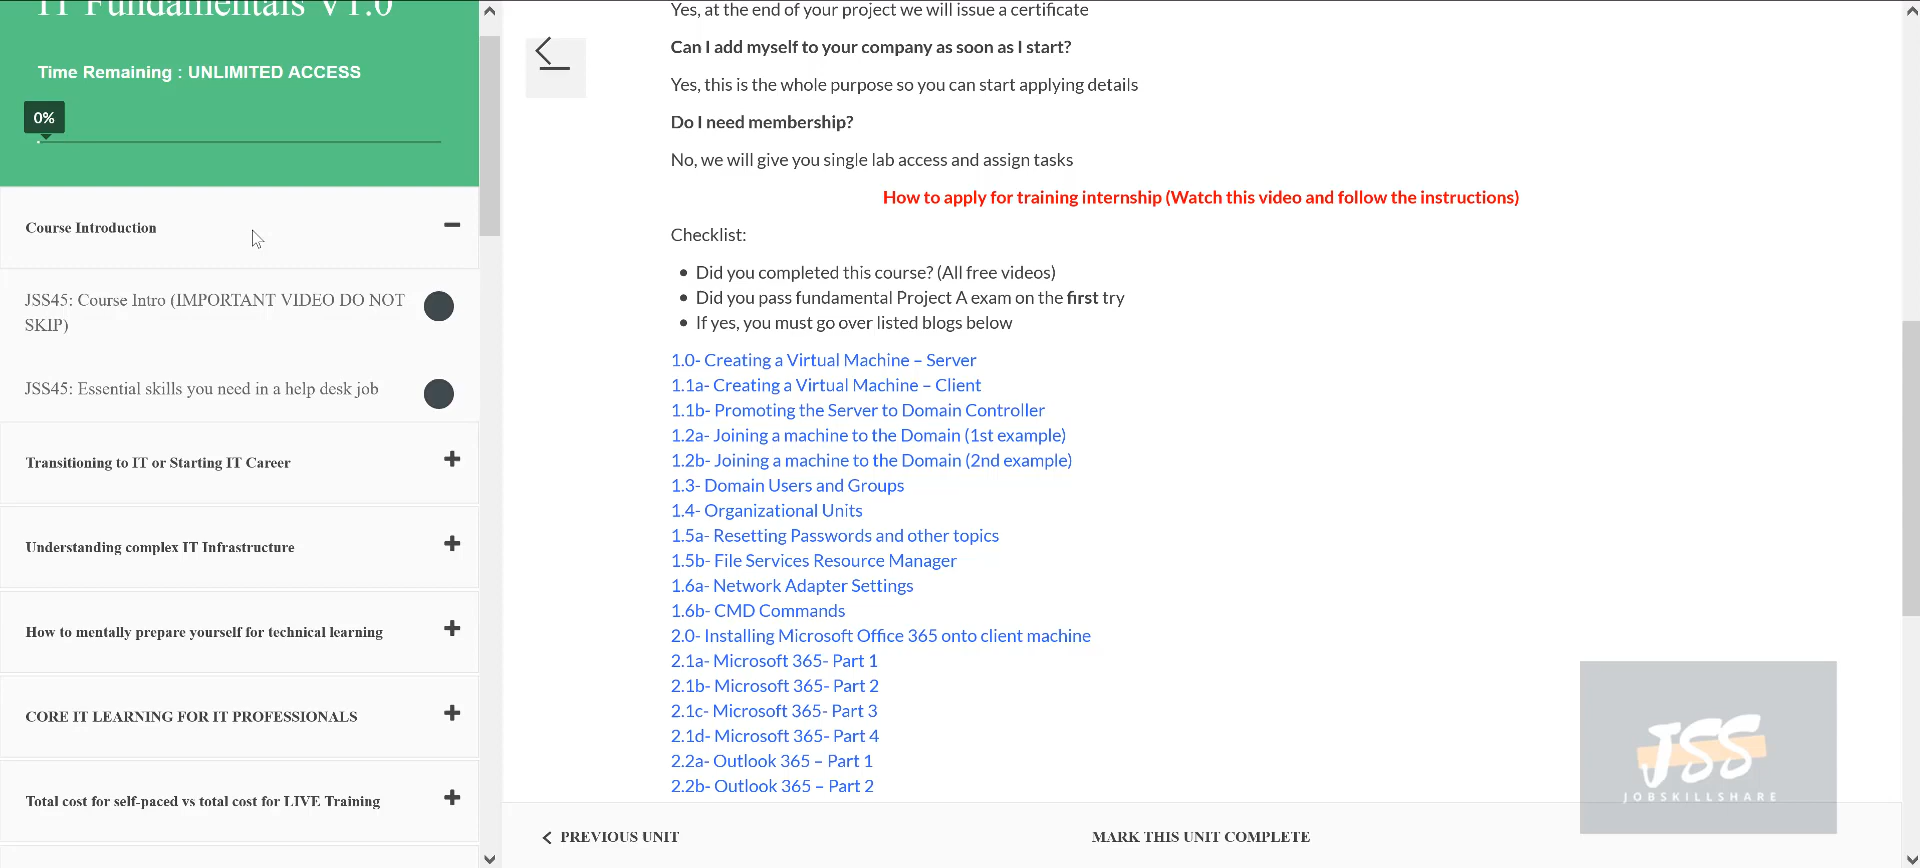 IT Fundamentals V1.0
Time Remaining : UNLIMITED ACCESS
0%
Course Introduction
JSS45: Course Intro (IMPORTANT VIDEO DO NOT
SKIP)
JSS45: Essential skills you need in a help desk job
Transitioning to IT or Starting IT Career
Understanding complex IT Infrastructure
How to mentally prepare yourself for technical learning
CORE IT LEARNING FOR IT PROFESSIONALS
Total cost for self-paced vs total cost for LIVE Training
Yes, at the end of your project we will issue a certificate
Can I add myself to your company as soon as I start?
Yes, this is the whole purpose so you can start applying details
Do I need membership?
No, we will give you single lab access and assign tasks
How to apply for training internship (Watch this video and follow the instructions)
Checklist:
• Did you completed this course? (All free videos)
• Did you pass fundamental Project A exam on the first try
• If yes, you must go over listed blogs below
1.0- Creating a Virtual Machine – Server
1.1a- Creating a Virtual Machine – Client
1.1b- Promoting the Server to Domain Controller
1.2a- Joining a machine to the Domain (1st example)
1.2b- Joining a machine to the Domain (2nd example)
1.3- Domain Users and Groups
1.4- Organizational Units
1.5a- Resetting Passwords and other topics
1.5b- File Services Resource Manager
1.6a- Network Adapter Settings
1.6b- CMD Commands
2.0- Installing Microsoft Office 365 onto client machine
2.1a- Microsoft 365- Part 1
2.1b- Microsoft 365- Part 2
2.1c- Microsoft 365- Part 3
2.1d- Microsoft 365- Part 4
2.2a- Outlook 365 – Part 1
2.2b- Outlook 365 – Part 2
PREVIOUS UNIT
MARK THIS UNIT COMPLETE
JSS
JOBSKILLSHARE